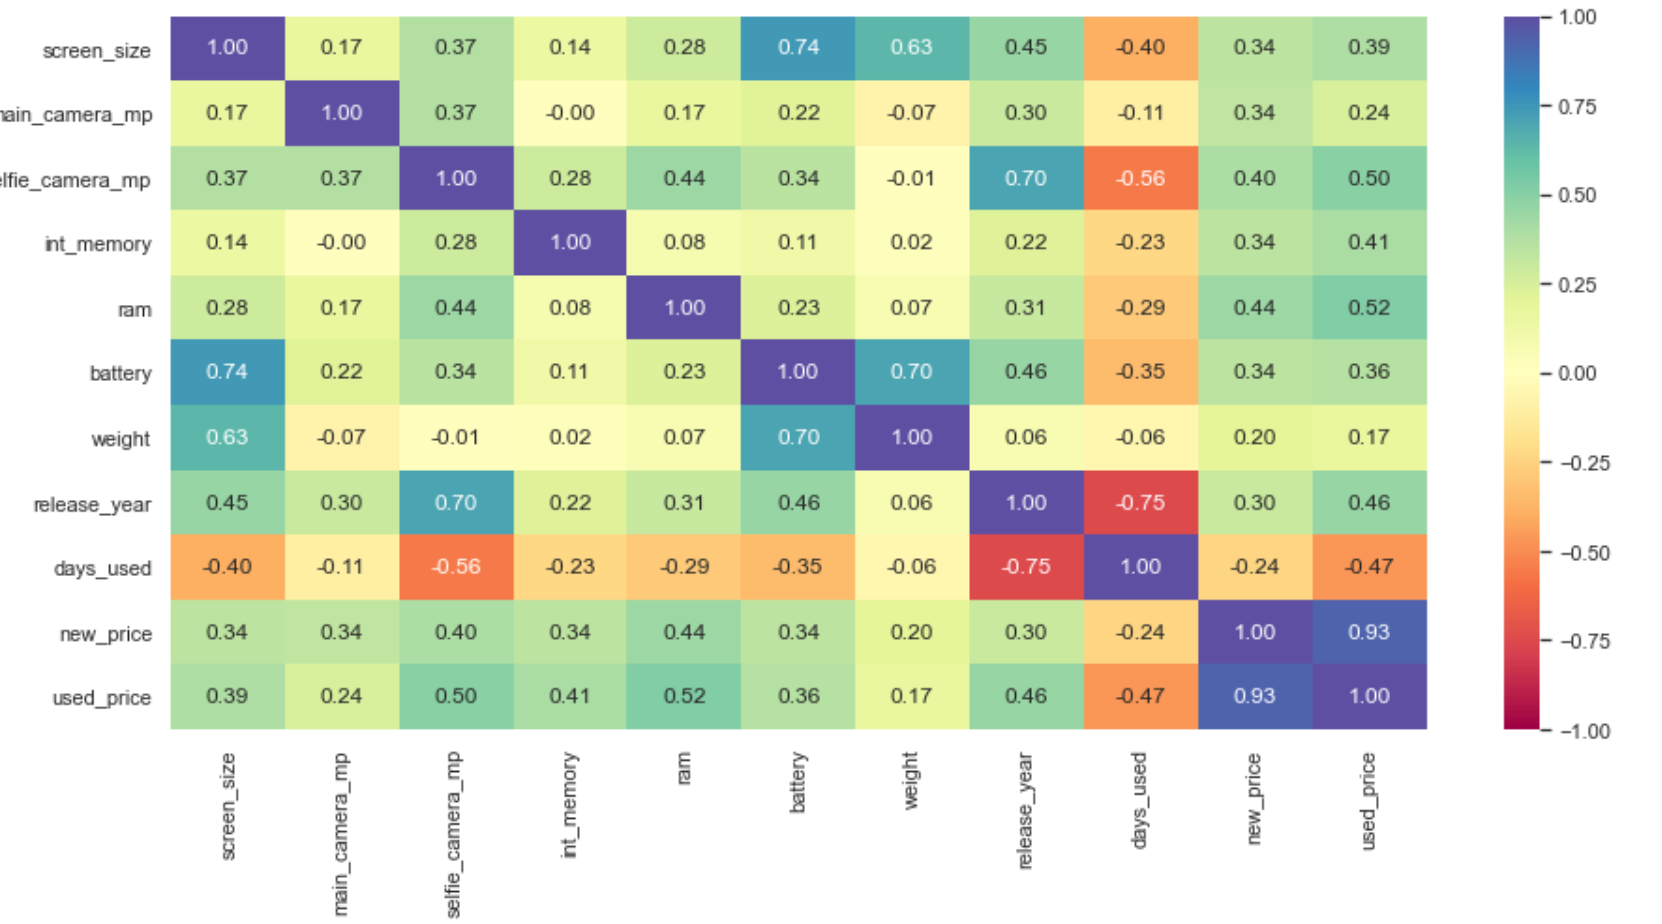 screen_size 1.00 0.17 0.37 0.14 0.28 0.74 0.63 0.45 -0.40 0.34 0.39
ain_camera_mp 0.17 1.00 0.37 -0.00 0.17 0.22 -0.07 0.30 -0.11 0.34 0.24
elfie_camera_mp 0.37 0.37 1.00 0.28 0.44 0.34 -0.01 0.70 -0.56 0.40 0.50
int_memory 0.14 -0.00 0.28 1.00 0.08 0.11 0.02 0.22 -0.23 0.34 0.41
ram 0.28 0.17 0.44 0.08 1.00 0.23 0.07 0.31 -0.29 0.44 0.52
battery 0.74 0.22 0.34 0.11 0.23 1.00 0.70 0.46 -0.35 0.34 0.36
weight 0.63 -0.07 -0.01 0.02 0.07 0.70 1.00 0.06 -0.06 0.20 0.17
release_year 0.45 0.30 0.70 0.22 0.31 0.46 0.06 1.00 -0.75 0.30 0.46
days_used -0.40 -0.11 -0.56 -0.23 -0.29 -0.35 -0.06 -0.75 1.00 -0.24 -0.47
new_price 0.34 0.34 0.40 0.34 0.44 0.34 0.20 0.30 -0.24 1.00 0.93
used_price 0.39 0.24 0.50 0.41 0.52 0.36 0.17 0.46 -0.47 0.93 1.00
screen_size
main_camera_mp
selfie_camera_mp
int_memory
ram
battery
weight
release_year
days_used
new_price
used_price
1.00
0.75
0.50
0.25
0.00
−0.25
−0.50
−0.75
−1.00